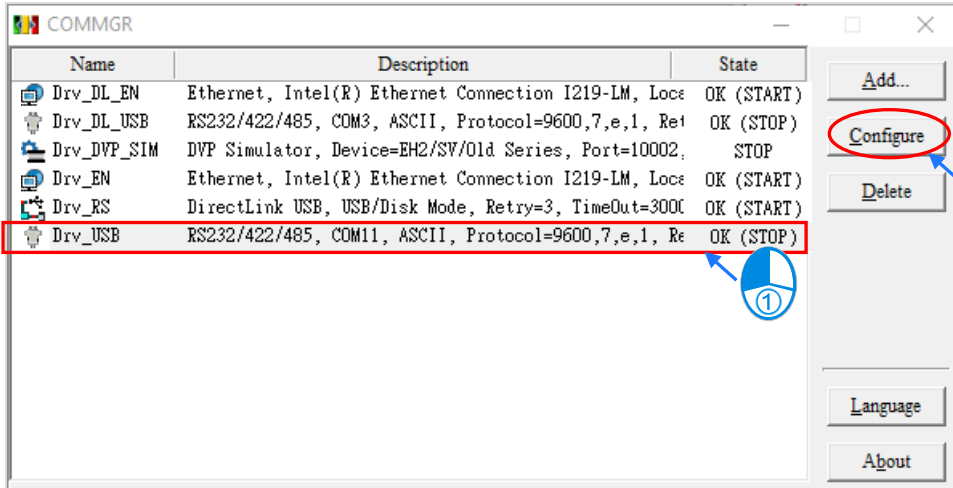 COMMGR
Name Description State
Drv_DL_EN Ethernet, Intel(R) Ethernet Connection I219-LM, Loca OK (START)
Drv_DL_USB RS232/422/485, COM3, ASCII, Protocol=9600,7,e,1, Ret OK (STOP)
Drv_DVP_SIM DVP Simulator, Device=EH2/SV/Old Series, Port=10002, STOP
Drv_EN Ethernet, Intel(R) Ethernet Connection I219-LM, Loca OK (START)
Drv_RS DirectLink USB, USB/Disk Mode, Retry=3, TimeOut=3000 OK (START)
Drv_USB RS232/422/485, COM11, ASCII, Protocol=9600,7,e,1, Re OK (STOP)
①
Add...
Configure
Delete
Language
About